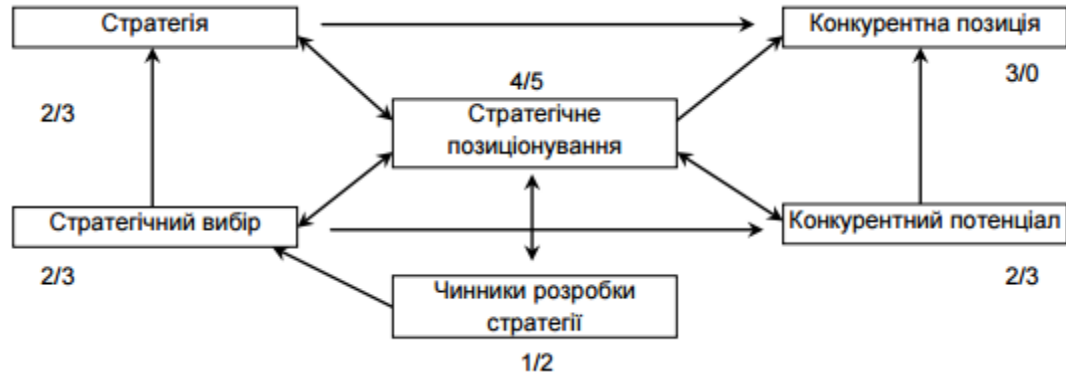 Стратегія
Конкурентна позиція
4/5
3/0
2/3
Стратегічне
позиціонування
Стратегічний вибір
Конкурентний потенціал
2/3
2/3
Чинники розробки
стратегії
1/2